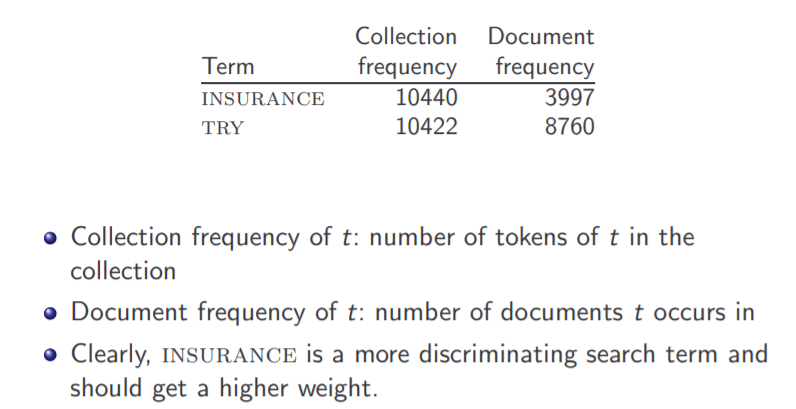 Collection Document
Term frequency frequency
INSURANCE 10440 3997
TRY 10422 8760
Collection frequency of t: number of tokens of t in the
collection
Document frequency of t: number of documents t occurs in
Clearly, INSURANCE is a more discriminating search term and
should get a higher weight.